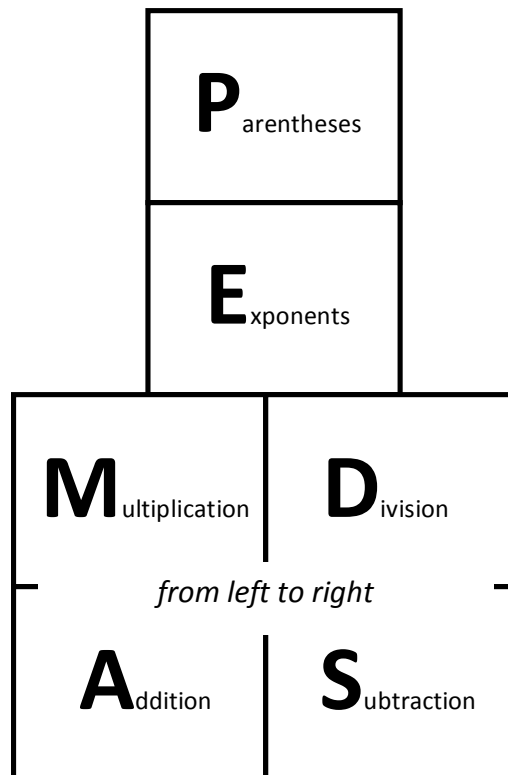 Parentheses
Exponents
Multiplication Division
from left to right
Addition Subtraction